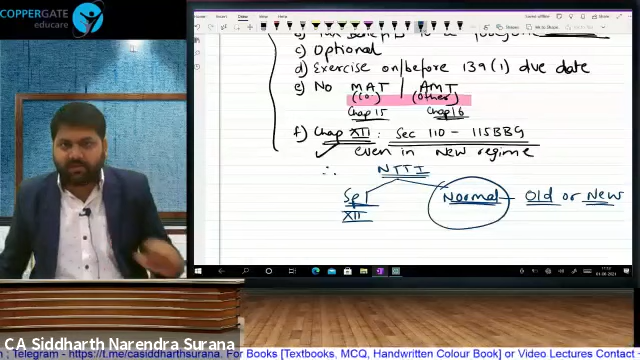 COPPERGATE
educare
c) Optional
d) Exercise on/before 139(1) due date
e) No MAT | AMT
(Co.) (Other)
Chap 15 Chap 16
f) Chap XII : Sec 110 - 115BBG
even in New regime
∴ NTTI
Spl Normal - Old or New
XII
CA Siddharth Narendra Surana
; Telegram - https://t.me/casiddharthsurana. For Books [Textbooks, MCQ, Handwritten Colour Book] or Video Lectures Contact -